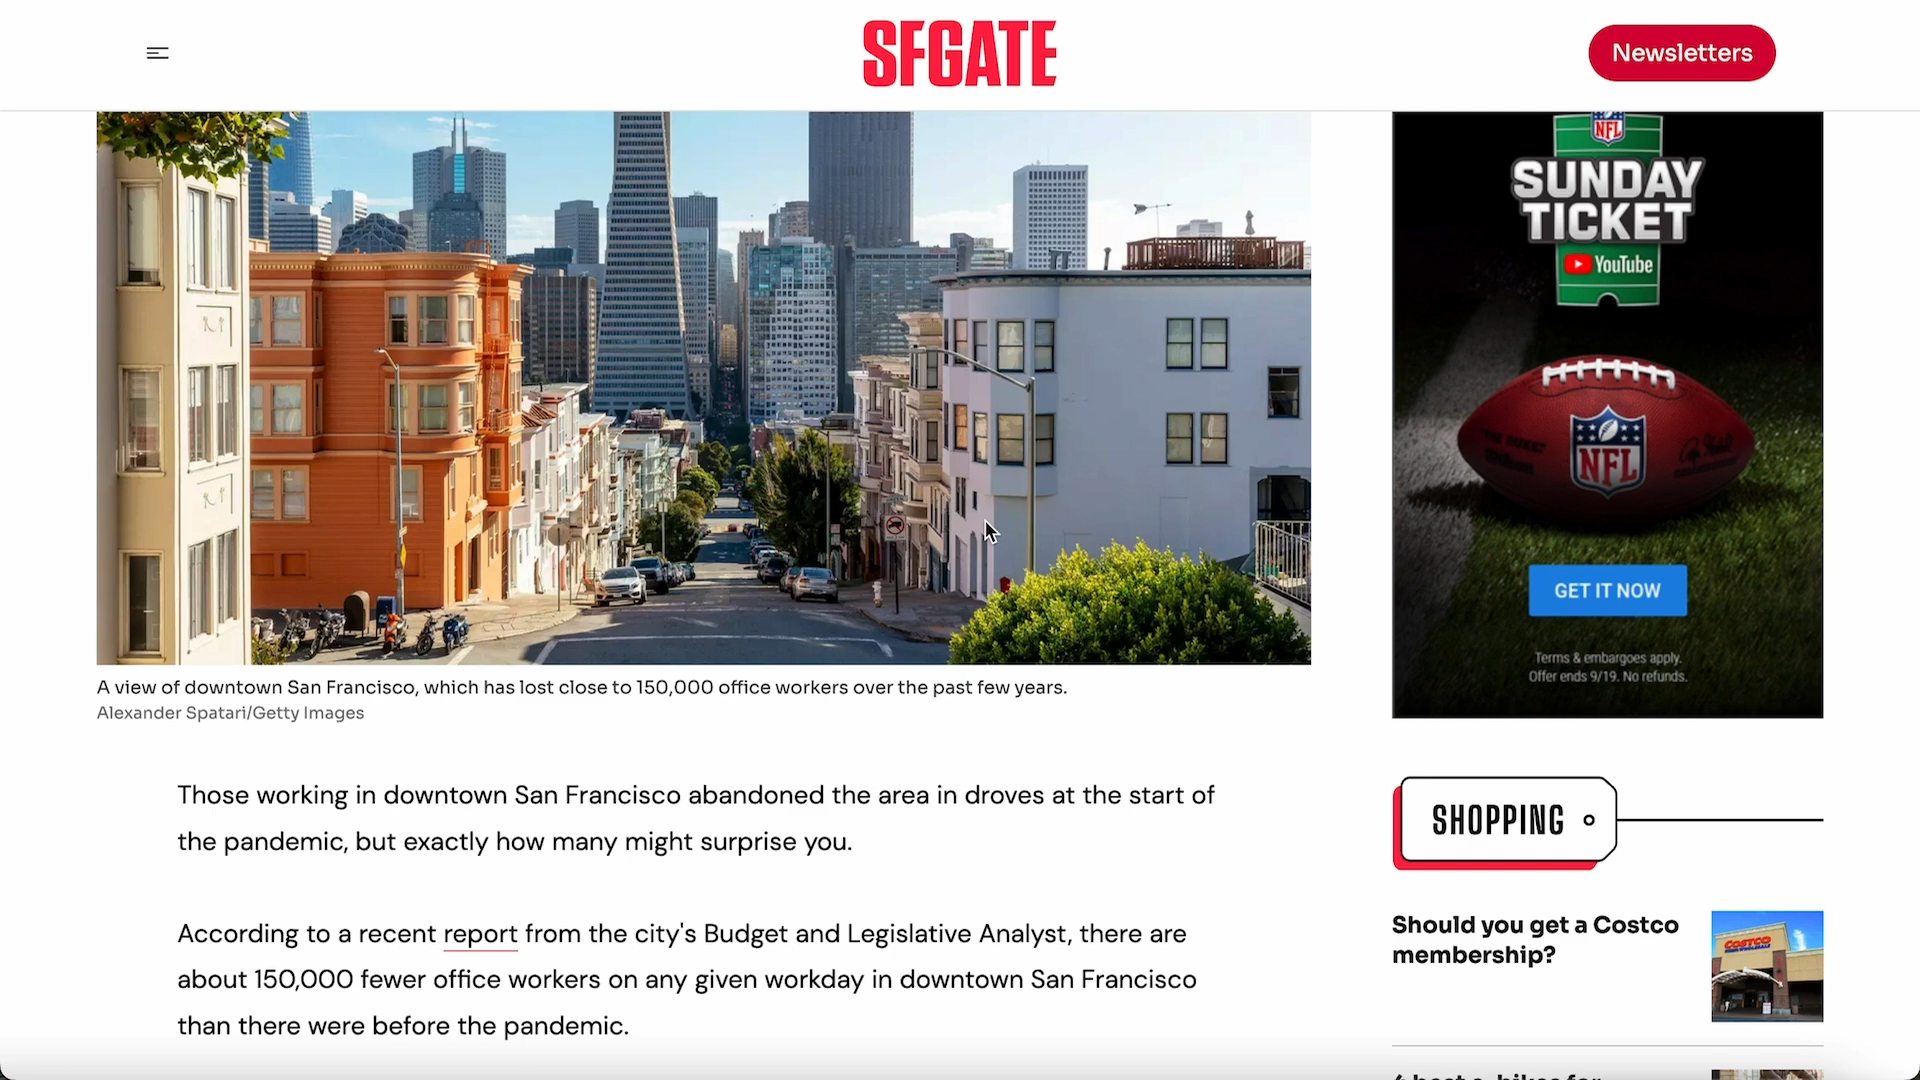 SFGATE
Newsletters
A view of downtown San Francisco, which has lost close to 150,000 office workers over the past few years.
Alexander Spatari/Getty Images
Those working in downtown San Francisco abandoned the area in droves at the start of
the pandemic, but exactly how many might surprise you.
According to a recent report from the city's Budget and Legislative Analyst, there are
about 150,000 fewer office workers on any given workday in downtown San Francisco
than there were before the pandemic.
NFL
SUNDAY
TICKET
YouTube
NFL
GET IT NOW
Terms & embargoes apply.
Offer ends 9/19. No refunds.
SHOPPING
Should you get a Costco
membership?
COSTCO